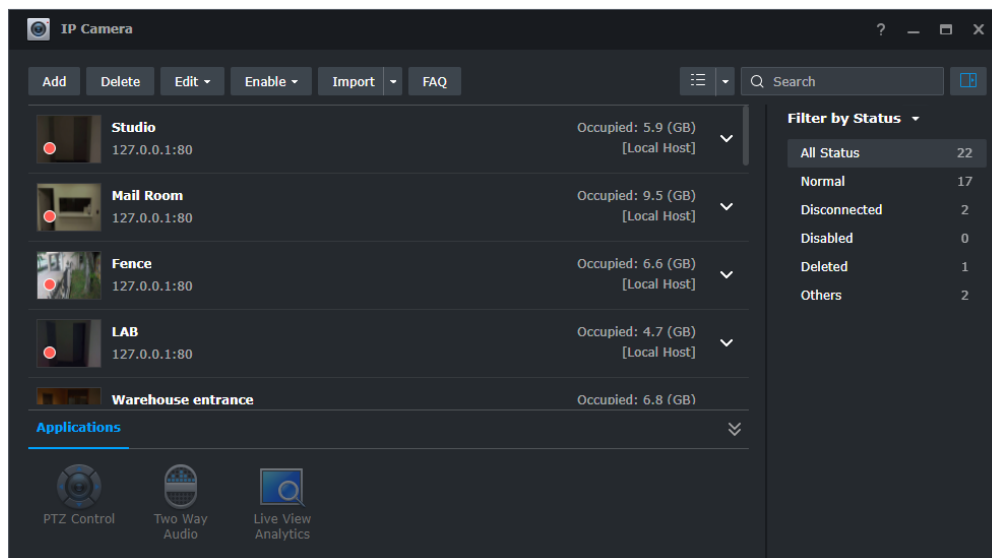 IP Camera
?
Add Delete Edit Enable Import FAQ Search
Studio
127.0.0.1:80
Occupied: 5.9 (GB)
[Local Host]
Mail Room
127.0.0.1:80
Occupied: 9.5 (GB)
[Local Host]
Fence
127.0.0.1:80
Occupied: 6.6 (GB)
[Local Host]
LAB
127.0.0.1:80
Occupied: 4.7 (GB)
[Local Host]
Warehouse entrance
Occupied: 6.8 (GB)
Filter by Status
All Status 22
Normal 17
Disconnected 2
Disabled 0
Deleted 1
Others 2
Applications
PTZ Control
Two Way
Audio
Live View
Analytics